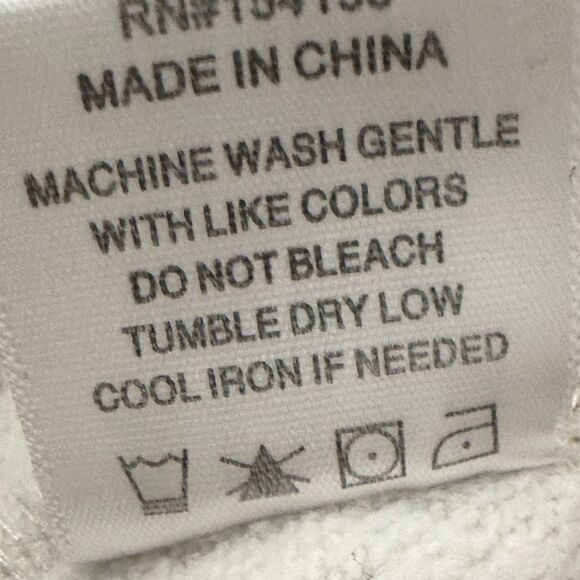 MADE IN CHINA
MACHINE WASH GENTLE
WITH LIKE COLORS
DO NOT BLEACH
TUMBLE DRY LOW
COOL IRON IF NEEDED